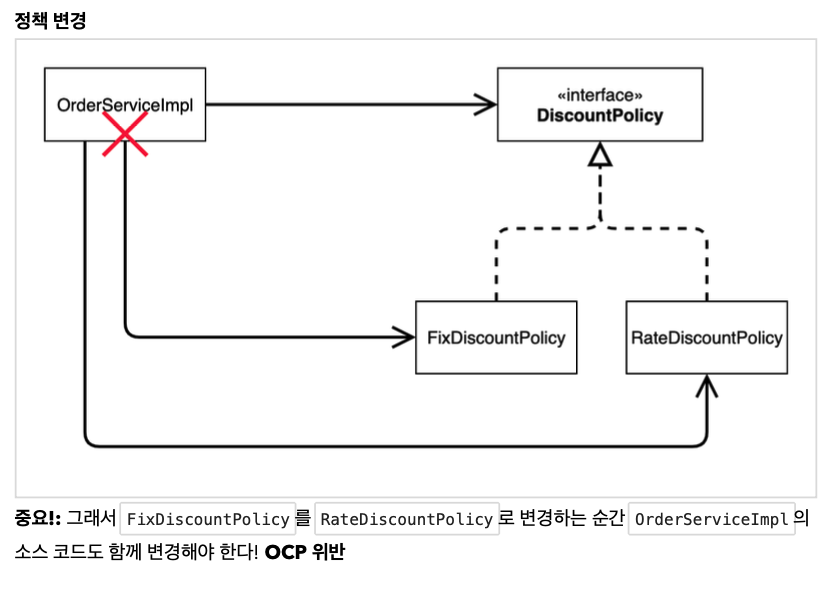 정책 변경
OrderServiceImpl
«interface»
DiscountPolicy
FixDiscountPolicy
RateDiscountPolicy
중요!: 그래서 FixDiscountPolicy 를 RateDiscountPolicy 로 변경하는 순간 OrderServiceImpl 의
소스 코드도 함께 변경해야 한다! OCP 위반